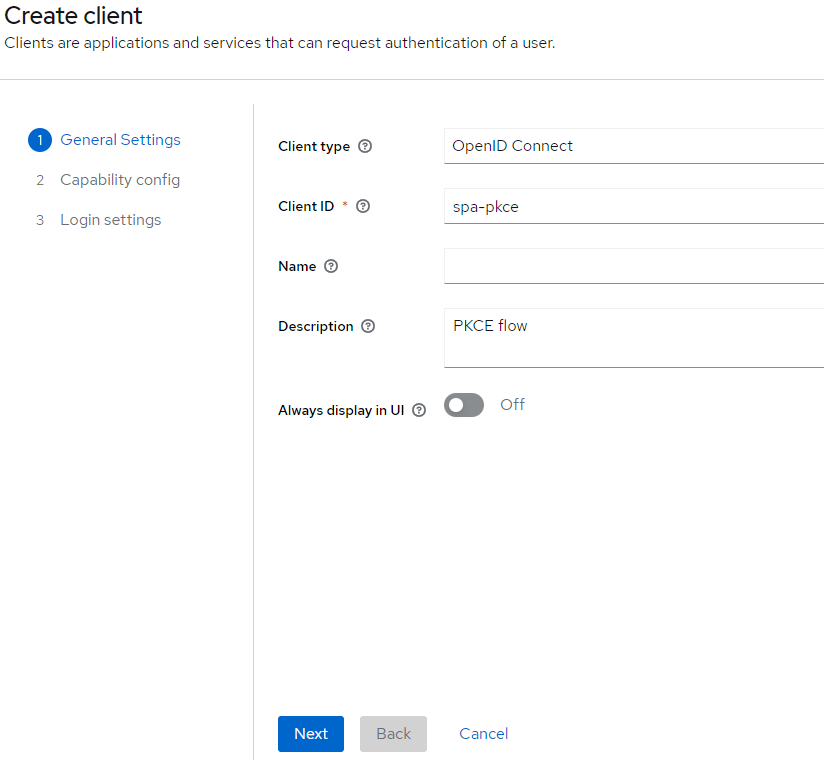 Create client
Clients are applications and services that can request authentication of a user.
1 General Settings
2 Capability config
3 Login settings
Client type ? OpenID Connect
Client ID * ? spa-pkce
Name ?
Description ? PKCE flow
Always display in UI ? Off
Next Back Cancel